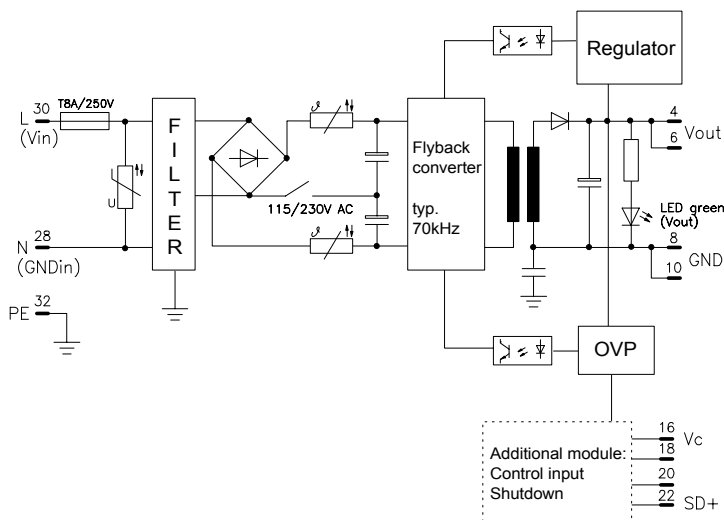 Regulator
T8A/250V
L 30
(Vin)
FILTER
ϑ
Flyback
converter
typ.
70kHz
4
Vout
6
U
115/230V AC
LED green
(Vout)
N 28
(GNDin)
ϑ
8
GND
10
PE 32
OVP
Additional module:
Control input
Shutdown
16 Vc
18
20
22 SD+